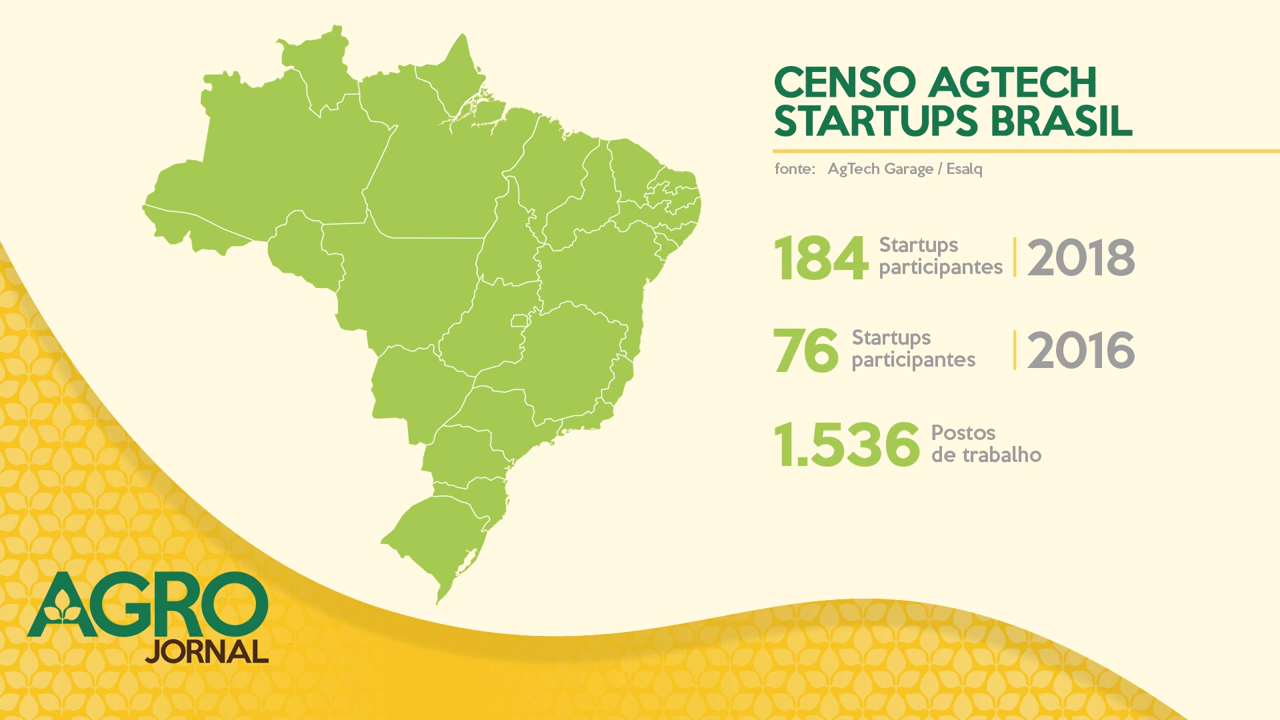 CENSO AGTECH
STARTUPS BRASIL
fonte: AgTech Garage / Esalq
184 Startups participantes | 2018
76 Startups participantes | 2016
1.536 Postos de trabalho
AGRO
JORNAL